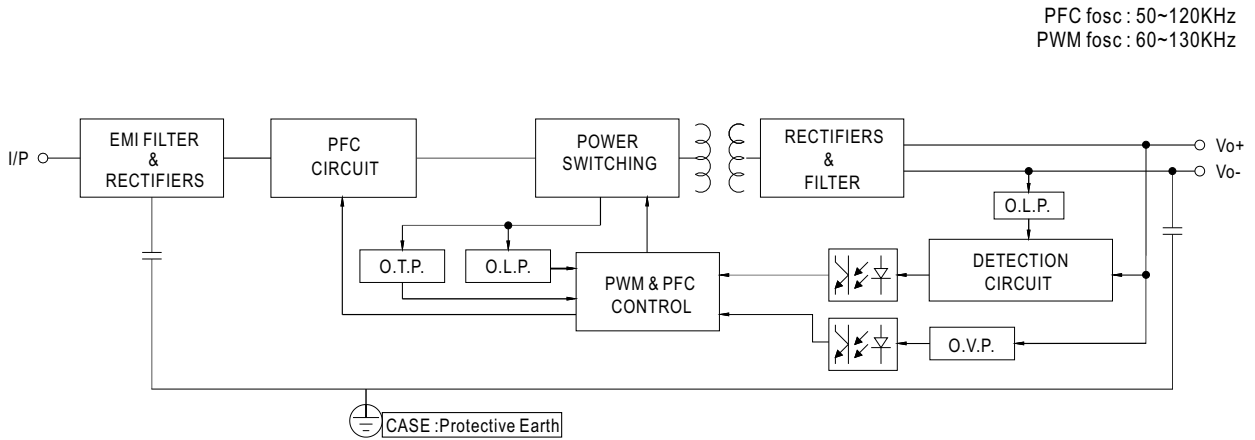 PFC fosc : 50~120KHz
PWM fosc : 60~130KHz
I/P
EMI FILTER
&
RECTIFIERS
PFC
CIRCUIT
POWER
SWITCHING
RECTIFIERS
&
FILTER
Vo+
Vo-
O.L.P.
O.T.P.
O.L.P.
PWM & PFC
CONTROL
DETECTION
CIRCUIT
O.V.P.
CASE :Protective Earth